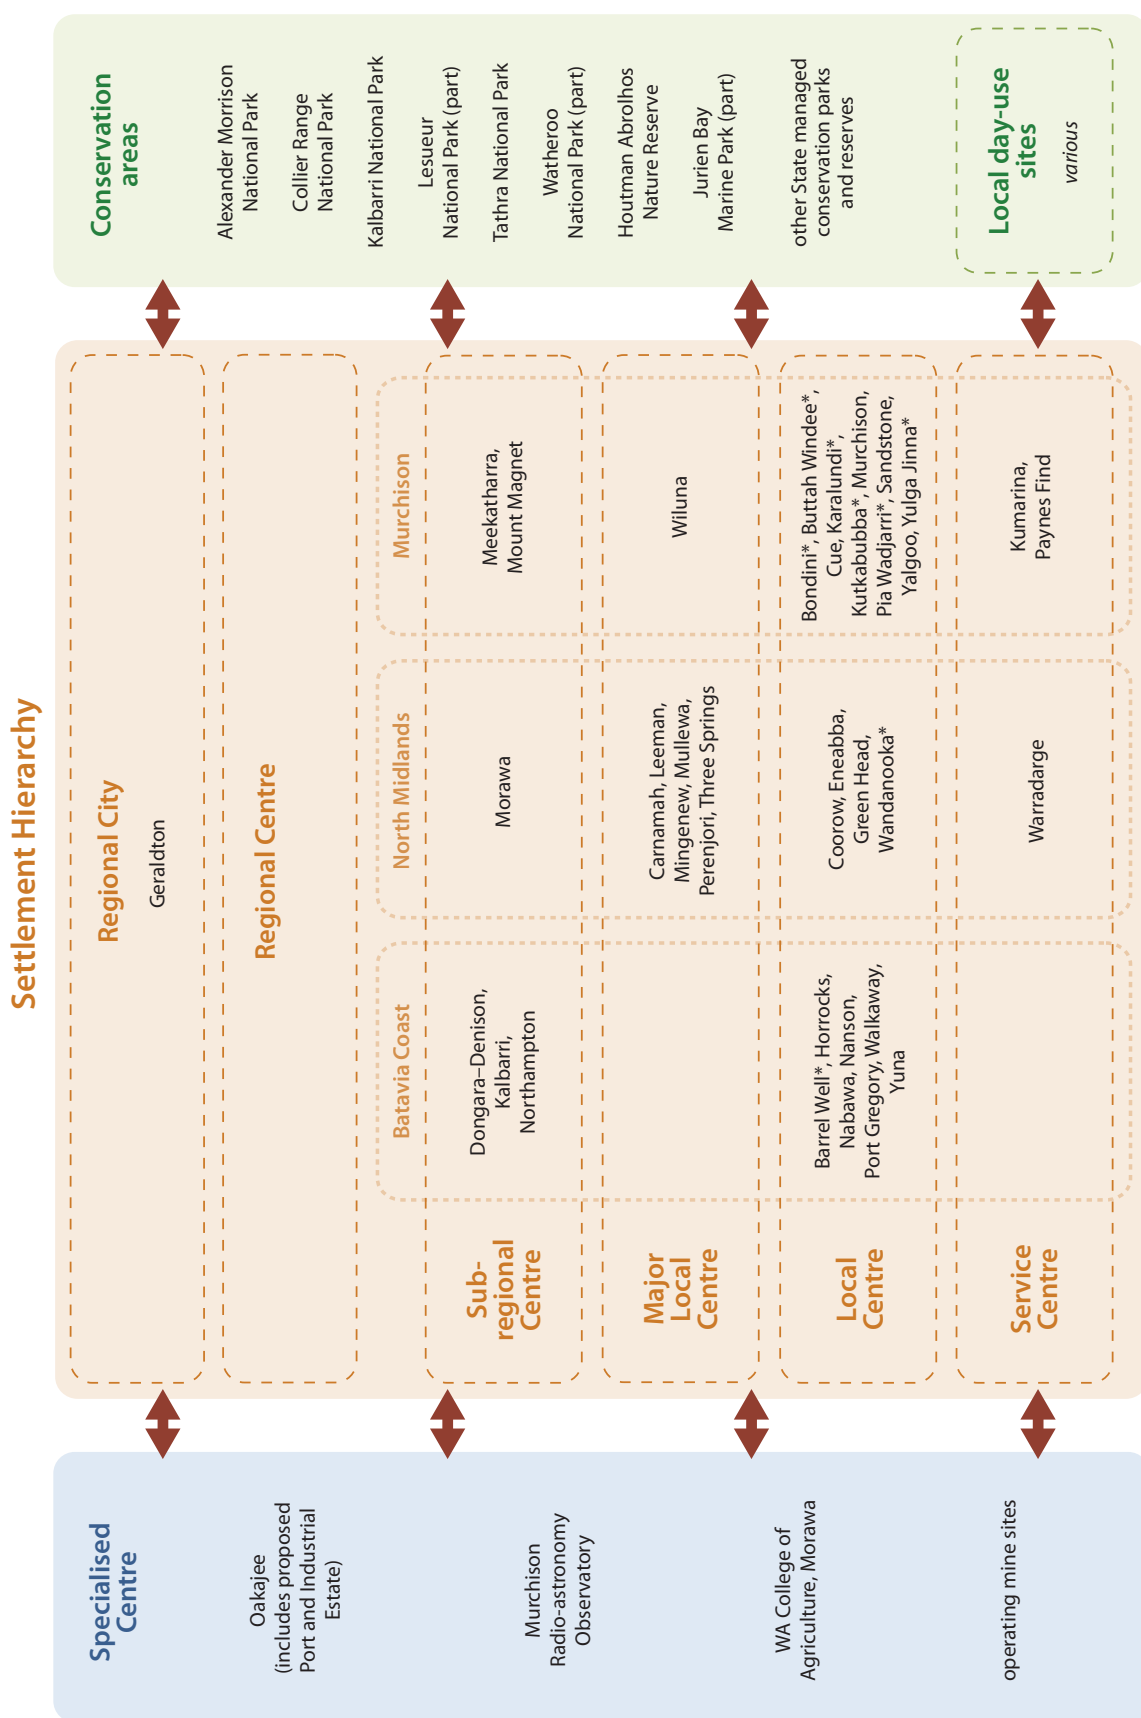 Settlement Hierarchy
Specialised
Centre
Oakajee
(includes proposed
Port and Industrial
Estate)
Murchison
Radio-astronomy
Observatory
WA College of
Agriculture, Morawa
operating mine sites
Regional City
Geraldton
Regional Centre
Batavia Coast
North Midlands
Murchison
Sub-
regional
Centre
Dongara–Denison,
Kalbarri,
Northampton
Morawa
Meekatharra,
Mount Magnet
Major
Local
Centre
Carnamah, Leeman,
Mingenew, Mullewa,
Perenjori, Three Springs
Wiluna
Local
Centre
Barrel Well*, Horrocks,
Nabawa, Nanson,
Port Gregory, Walkaway,
Yuna
Coorow, Eneabba,
Green Head,
Wandanooka*
Bondini*, Buttah Windee*,
Cue, Karalundi*,
Kutkabubba*, Murchison,
Pia Wadjarri*, Sandstone,
Yalgoo, Yulga Jinna*
Service
Centre
Warradarge
Kumarina,
Paynes Find
Conservation
areas
Alexander Morrison
National Park
Collier Range
National Park
Kalbarri National Park
Lesueur
National Park (part)
Tathra National Park
Watheroo
National Park (part)
Houtman Abrolhos
Nature Reserve
Jurien Bay
Marine Park (part)
other State managed
conservation parks
and reserves
Local day-use
sites
various